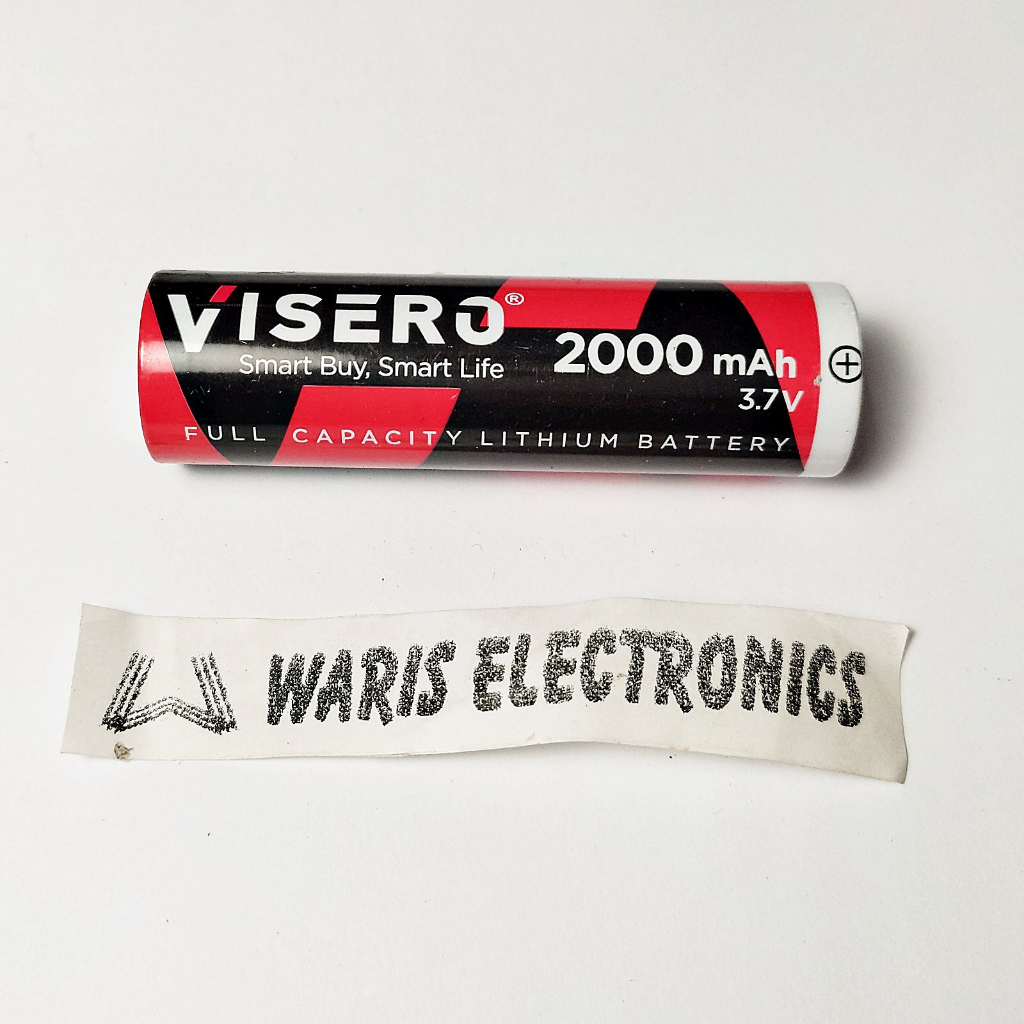 VISERO®
Smart Buy, Smart Life
2000 mAh
3.7V
FULL CAPACITY LITHIUM BATTERY
WARIS ELECTRONICS